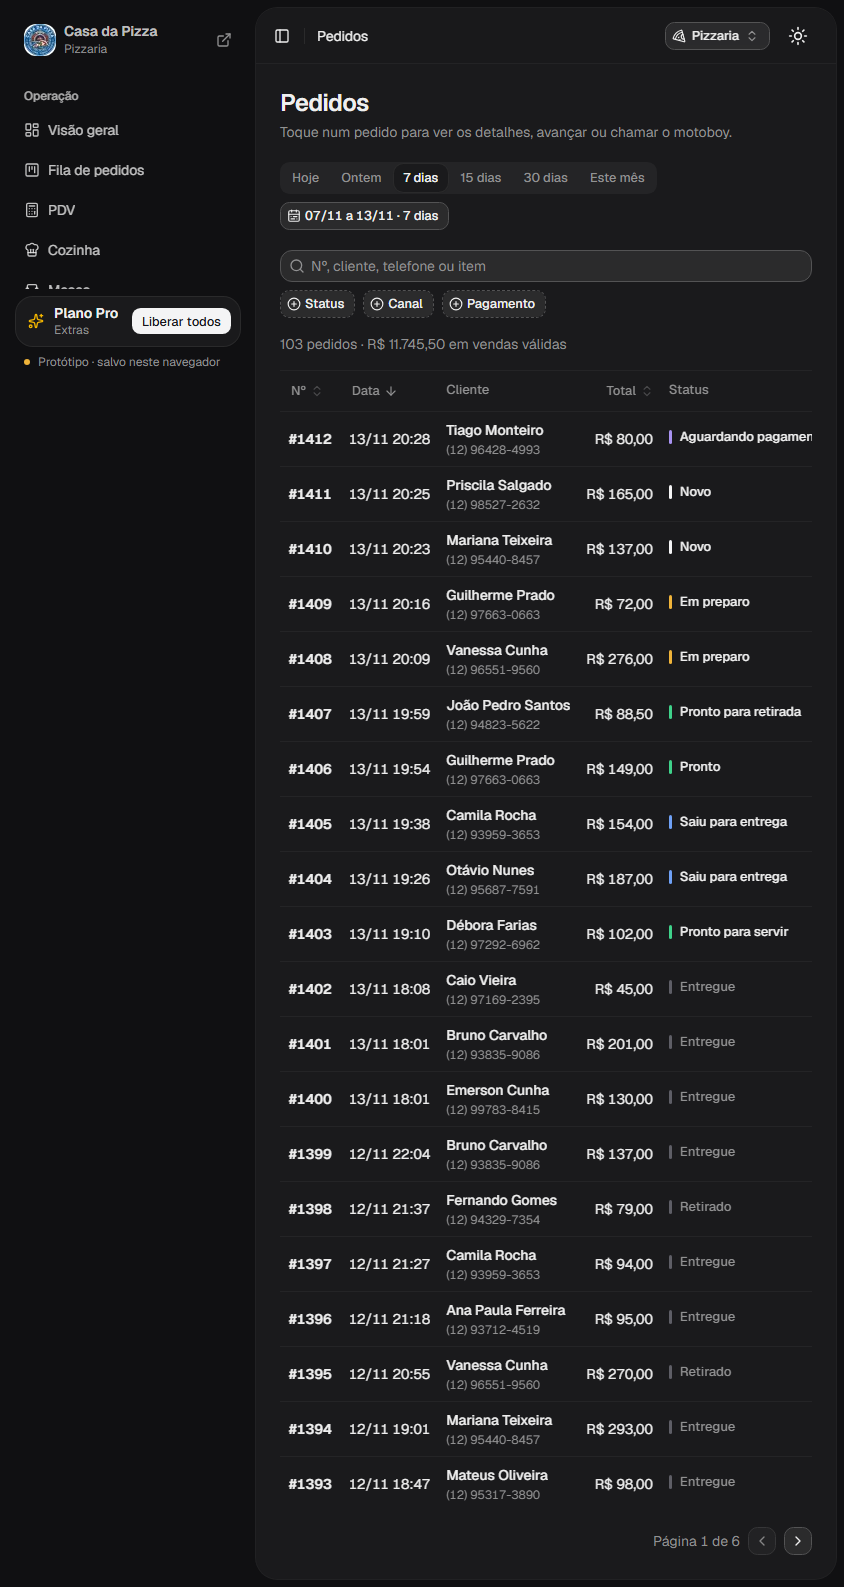 Casa da Pizza
Pizzaria
Operação
Visão geral
Fila de pedidos
PDV
Cozinha
Plano Pro
Extras
Liberar todos
Protótipo · salvo neste navegador
Pedidos
Pizzaria
Pedidos
Toque num pedido para ver os detalhes, avançar ou chamar o motoboy.
Hoje Ontem 7 dias 15 dias 30 dias Este mês
07/11 a 13/11 · 7 dias
Nº, cliente, telefone ou item
Status Canal Pagamento
103 pedidos · R$ 11.745,50 em vendas válidas
Nº Data Cliente Total Status
#1412 13/11 20:28 Tiago Monteiro R$ 80,00 Aguardando pagamen
(12) 96428-4993
#1411 13/11 20:25 Priscila Salgado R$ 165,00 Novo
(12) 98527-2632
#1410 13/11 20:23 Mariana Teixeira R$ 137,00 Novo
(12) 95440-8457
#1409 13/11 20:16 Guilherme Prado R$ 72,00 Em preparo
(12) 97663-0663
#1408 13/11 20:09 Vanessa Cunha R$ 276,00 Em preparo
(12) 96551-9560
#1407 13/11 19:59 João Pedro Santos R$ 88,50 Pronto para retirada
(12) 94823-5622
#1406 13/11 19:54 Guilherme Prado R$ 149,00 Pronto
(12) 97663-0663
#1405 13/11 19:38 Camila Rocha R$ 154,00 Saiu para entrega
(12) 93959-3653
#1404 13/11 19:26 Otávio Nunes R$ 187,00 Saiu para entrega
(12) 95687-7591
#1403 13/11 19:10 Débora Farias R$ 102,00 Pronto para servir
(12) 97292-6962
#1402 13/11 18:08 Caio Vieira R$ 45,00 Entregue
(12) 97169-2395
#1401 13/11 18:01 Bruno Carvalho R$ 201,00 Entregue
(12) 93835-9086
#1400 13/11 18:01 Emerson Cunha R$ 130,00 Entregue
(12) 99783-8415
#1399 12/11 22:04 Bruno Carvalho R$ 137,00 Entregue
(12) 93835-9086
#1398 12/11 21:37 Fernando Gomes R$ 79,00 Retirado
(12) 94329-7354
#1397 12/11 21:27 Camila Rocha R$ 94,00 Entregue
(12) 93959-3653
#1396 12/11 21:18 Ana Paula Ferreira R$ 95,00 Entregue
(12) 93712-4519
#1395 12/11 20:55 Vanessa Cunha R$ 270,00 Retirado
(12) 96551-9560
#1394 12/11 19:01 Mariana Teixeira R$ 293,00 Entregue
(12) 95440-8457
#1393 12/11 18:47 Mateus Oliveira R$ 98,00 Entregue
(12) 95317-3890
Página 1 de 6